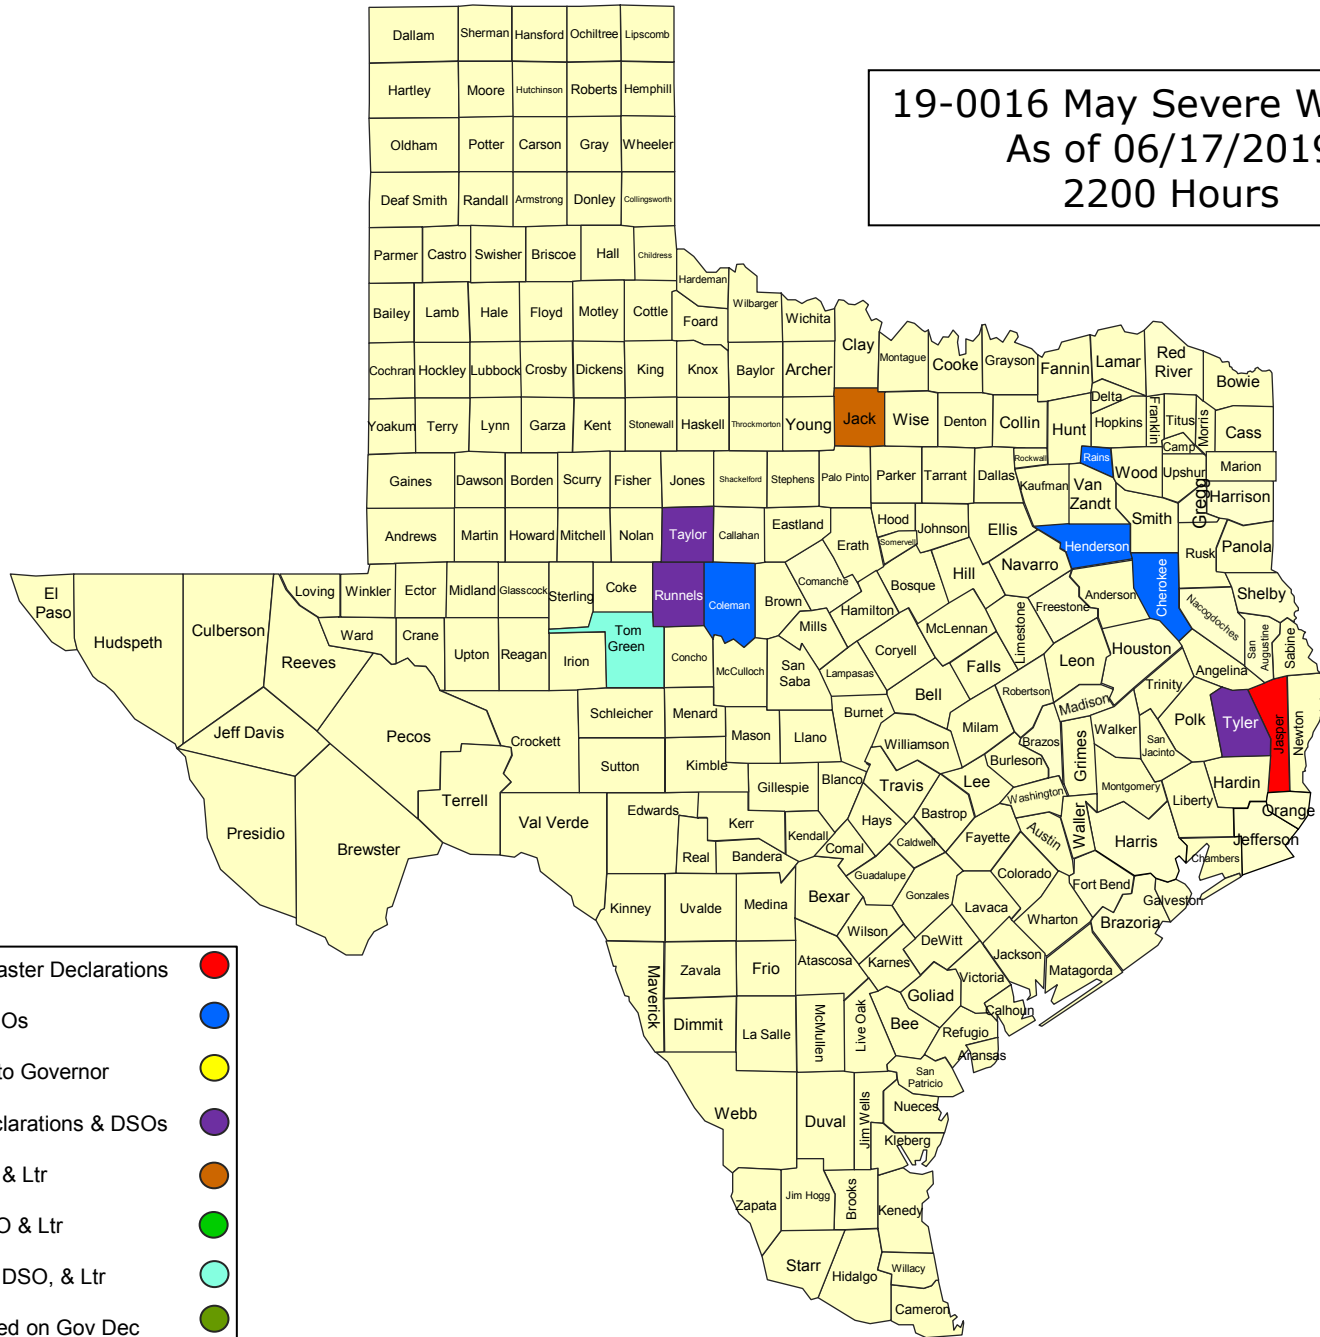 Dallam Sherman Hansford Ochiltree Lipscomb
Hartley Moore Hutchinson Roberts Hemphill
19-0016 May Severe W
As of 06/17/2019
2200 Hours
Oldham Potter Carson Gray Wheeler
Deaf Smith Randall Armstrong Donley Collingsworth
Parmer Castro Swisher Briscoe Hall Childress
Hardeman
Bailey Lamb Hale Floyd Motley Cottle Foard Wilbarger Wichita
Clay Montague Cooke Grayson Fannin Lamar Red
River
Bowie
Cochran Hockley Lubbock Crosby Dickens King Knox Baylor Archer
Delta
Yoakum Terry Lynn Garza Kent Stonewall Haskell Throckmorton Young Jack Wise Denton Collin Hunt Hopkins Franklin Titus Morris Cass
Camp
Rockwall Rains
Gaines Dawson Borden Scurry Fisher Jones Shackelford Stephens Palo Pinto Parker Tarrant Dallas Kaufman Van
Zandt
Wood Upshur Marion
Gregg Harrison
Andrews Martin Howard Mitchell Nolan Taylor Callahan Eastland Erath Hood Somervell Johnson Ellis Henderson Smith Rusk Panola
El
Paso
Hudspeth Culberson Loving Winkler Ector Midland Glasscock Sterling Coke Runnels Coleman Brown Comanche Hamilton Bosque Hill Navarro Freestone Anderson Cherokee Nacogdoches Shelby
Reeves Ward Crane Upton Reagan Irion Tom
Green
Concho McCulloch San
Saba
Mills Lampasas Coryell McLennan Limestone Falls Leon Houston Angelina San
Augustine
Sabine
Jeff Davis Pecos Crockett Schleicher Menard Mason Llano Burnet Bell Milam Robertson Madison Trinity Polk Tyler Jasper Newton
Presidio Brewster Terrell Val Verde Sutton Kimble Gillespie Blanco Williamson Travis Lee Burleson Brazos Grimes Walker San
Jacinto
Montgomery Liberty Hardin Orange
Edwards Kerr Real Bandera Kendall Comal Hays Caldwell Bastrop Fayette Washington Austin Waller Harris Chambers Jefferson
Kinney Uvalde Medina Bexar Guadalupe Gonzales Lavaca Colorado Wharton Fort Bend Brazoria Galveston
Maverick Zavala Frio Atascosa Wilson Karnes DeWitt Jackson Matagorda Victoria
Dimmit La Salle McMullen Live Oak Bee Goliad Refugio Calhoun Aransas
San
Patricio
Webb Duval Jim Wells Nueces
Kleberg
Zapata Jim Hogg Brooks Kenedy
Starr Hidalgo Willacy
Cameron
aster Declarations
Os
to Governor
clarations & DSOs
& Ltr
O & Ltr
DSO, & Ltr
ed on Gov Dec